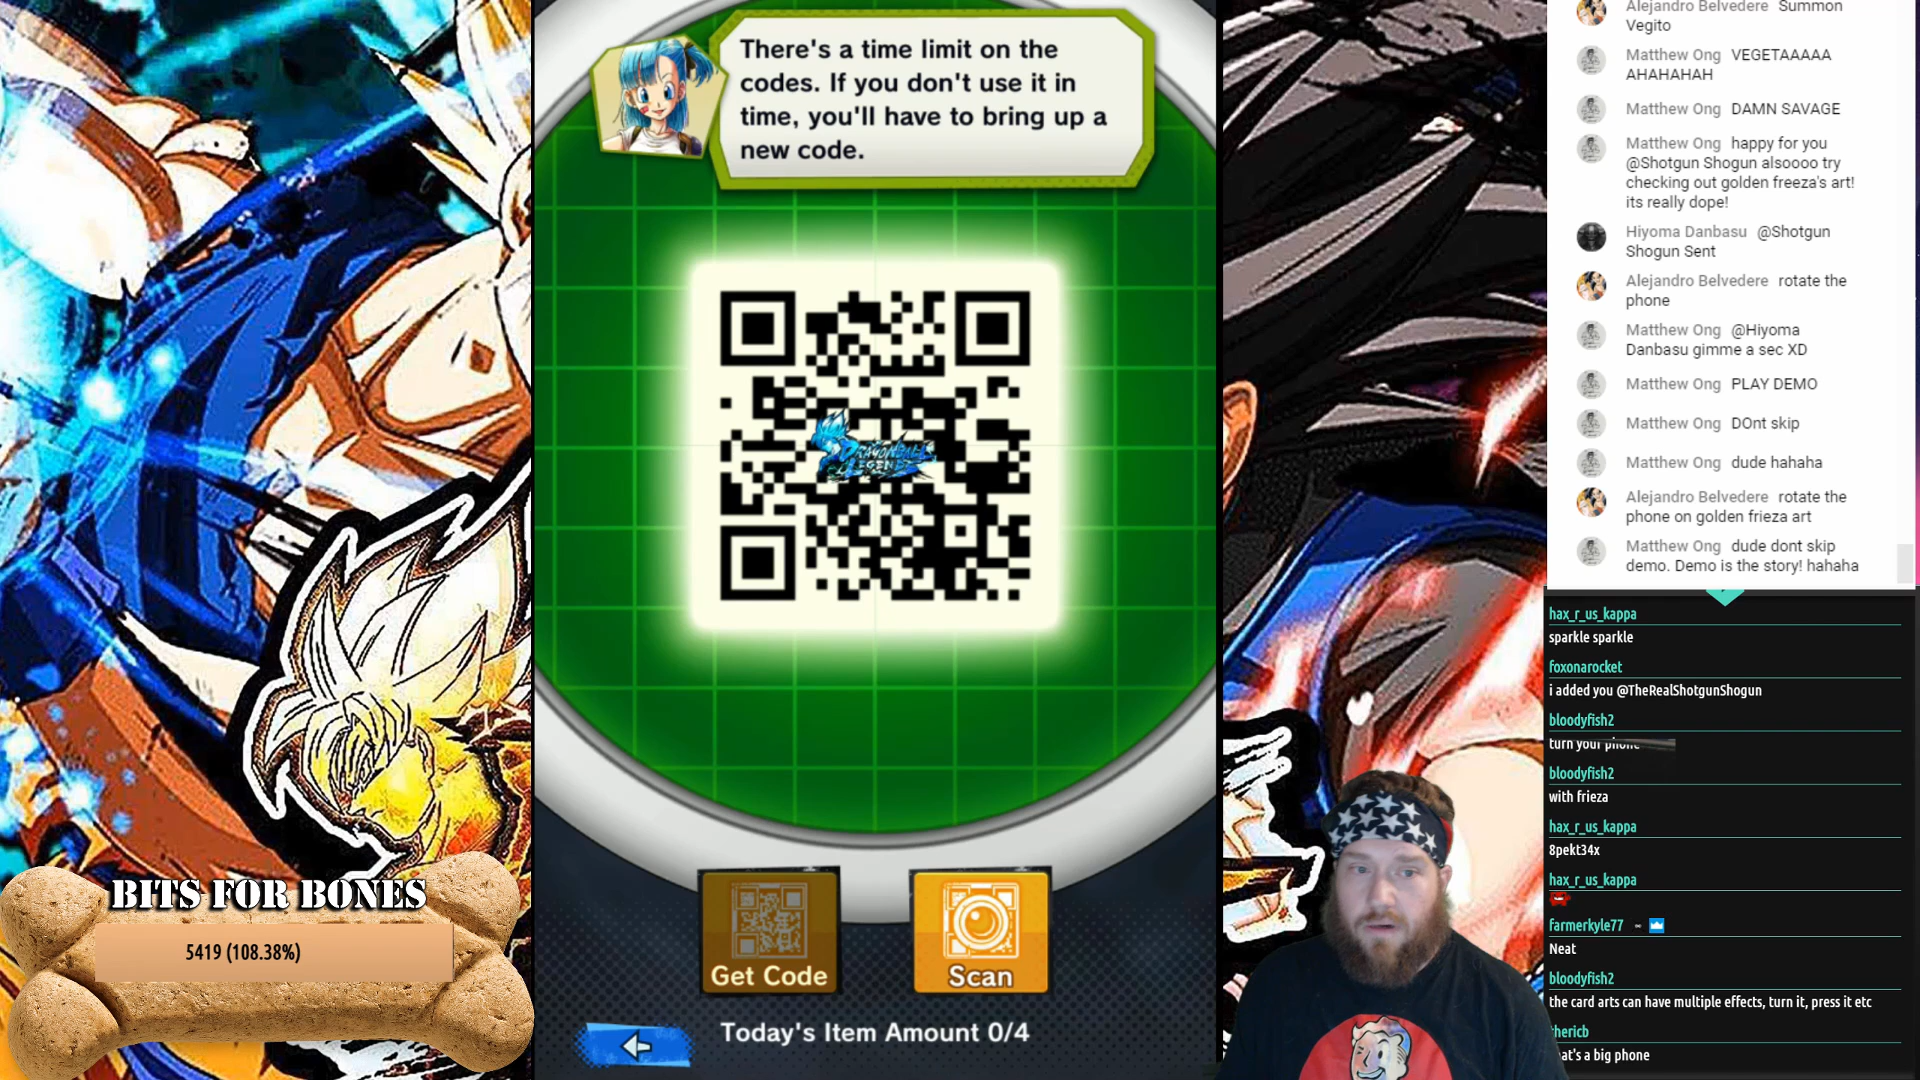 There's a time limit on the
codes. If you don't use it in
time, you'll have to bring up a
new code.
DRAGONBALL
LEGENDS
Get Code
Scan
Today's Item Amount 0/4
BITS FOR BONES
5419 (108.38%)
Alejandro Belvedere Summon
Vegito
Matthew Ong VEGETAAAAA
AHAHAHAH
Matthew Ong DAMN SAVAGE
Matthew Ong happy for you
@Shotgun Shogun alsoooo try
checking out golden freeza's art!
its really dope!
Hiyoma Danbasu @Shotgun
Shogun Sent
Alejandro Belvedere rotate the
phone
Matthew Ong @Hiyoma
Danbasu gimme a sec XD
Matthew Ong PLAY DEMO
Matthew Ong DOnt skip
Matthew Ong dude hahaha
Alejandro Belvedere rotate the
phone on golden frieza art
Matthew Ong dude dont skip
demo. Demo is the story! hahaha
hax_r_us_kappa
sparkle sparkle
foxonarocket
i added you @TheRealShotgunShogun
bloodyfish2
turn your phone
bloodyfish2
with frieza
hax_r_us_kappa
8pekt34x
hax_r_us_kappa
farmerkyle77
Neat
bloodyfish2
the card arts can have multiple effects, turn it, press it etc
thericb
that's a big phone